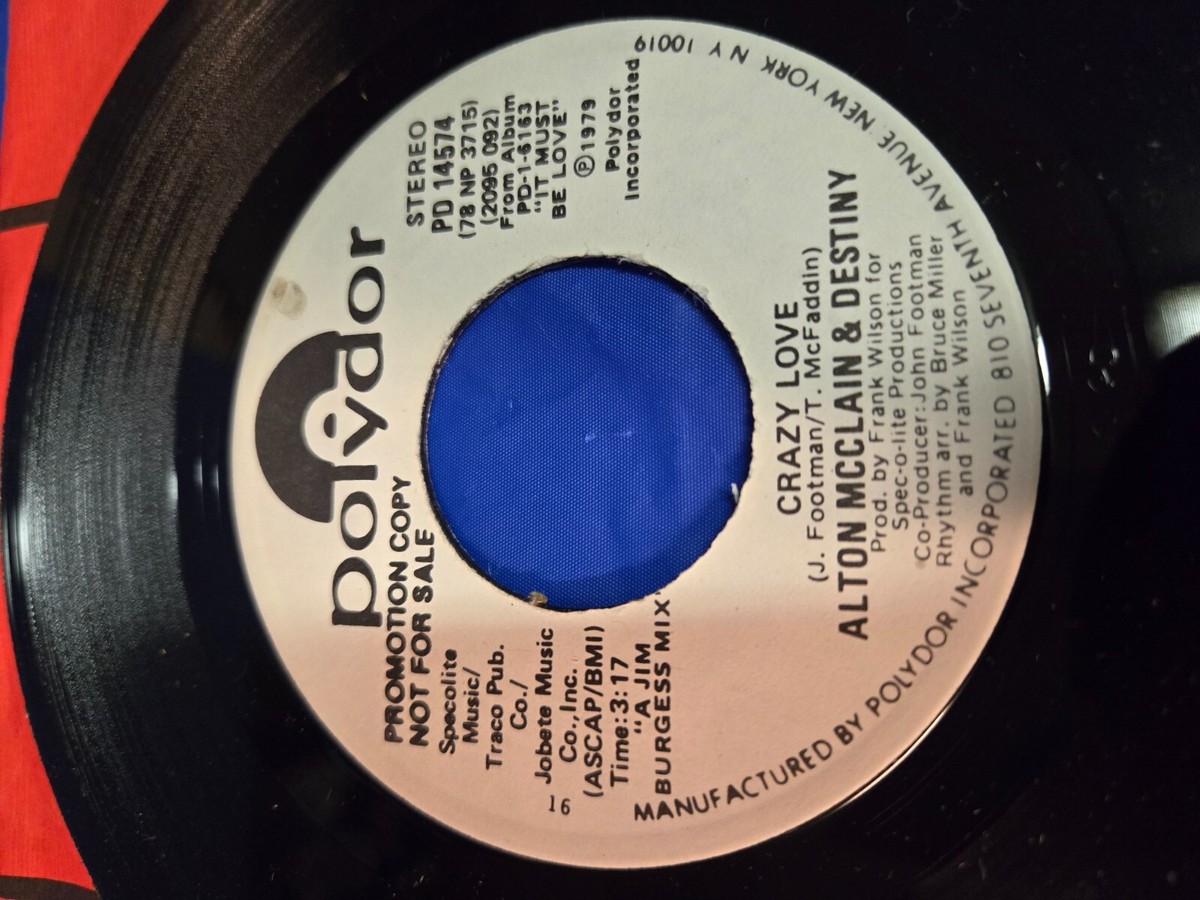 polydor
PROMOTION COPY
NOT FOR SALE
Specolite
Music/
Traco Pub.
Co./
Jobete Music
Co.,Inc.
(ASCAP/BMI)
Time:3:17
"A JIM
BURGESS MIX"
16
STEREO
PD 14574
(78 NP 3715)
(2095 092)
From Album
PD-1-6163
"IT MUST
BE LOVE"
℗1979
Polydor
Incorporated
CRAZY LOVE
(J. Footman/T. McFaddin)
ALTON MCCLAIN & DESTINY
Prod. by Frank Wilson for
Spec-o-lite Productions
Co-Producer:John Footman
Rhythm arr. by Bruce Miller
and Frank Wilson
MANUFACTURED BY POLYDOR INCORPORATED 810 SEVENTH AVENUE NEW YORK N Y 10019